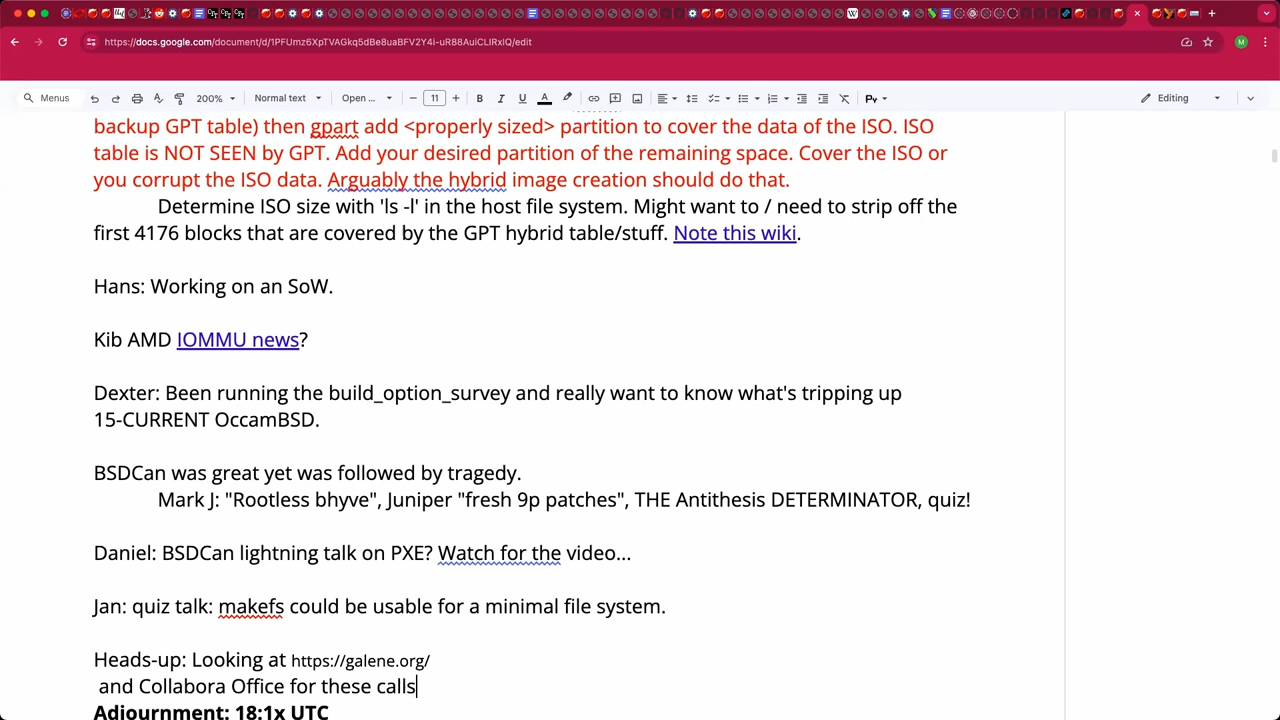 https://docs.google.com/document/d/1PFUmz6XpTVAGkq5dBe8uaBFV2Y4i-uR88AuiCLIRxIQ/edit
M
Menus
200%
Normal text
Open ...
11
Editing
backup GPT table) then gpart add <properly sized> partition to cover the data of the ISO. ISO
table is NOT SEEN by GPT. Add your desired partition of the remaining space. Cover the ISO or
you corrupt the ISO data. Arguably the hybrid image creation should do that.
Determine ISO size with 'ls -l' in the host file system. Might want to / need to strip off the
first 4176 blocks that are covered by the GPT hybrid table/stuff. Note this wiki.
Hans: Working on an SoW.
Kib AMD IOMMU news?
Dexter: Been running the build_option_survey and really want to know what's tripping up
15-CURRENT OccamBSD.
BSDCan was great yet was followed by tragedy.
Mark J: "Rootless bhyve", Juniper "fresh 9p patches", THE Antithesis DETERMINATOR, quiz!
Daniel: BSDCan lightning talk on PXE? Watch for the video...
Jan: quiz talk: makefs could be usable for a minimal file system.
Heads-up: Looking at https://galene.org/
and Collabora Office for these calls
Adjournment: 18:1x UTC